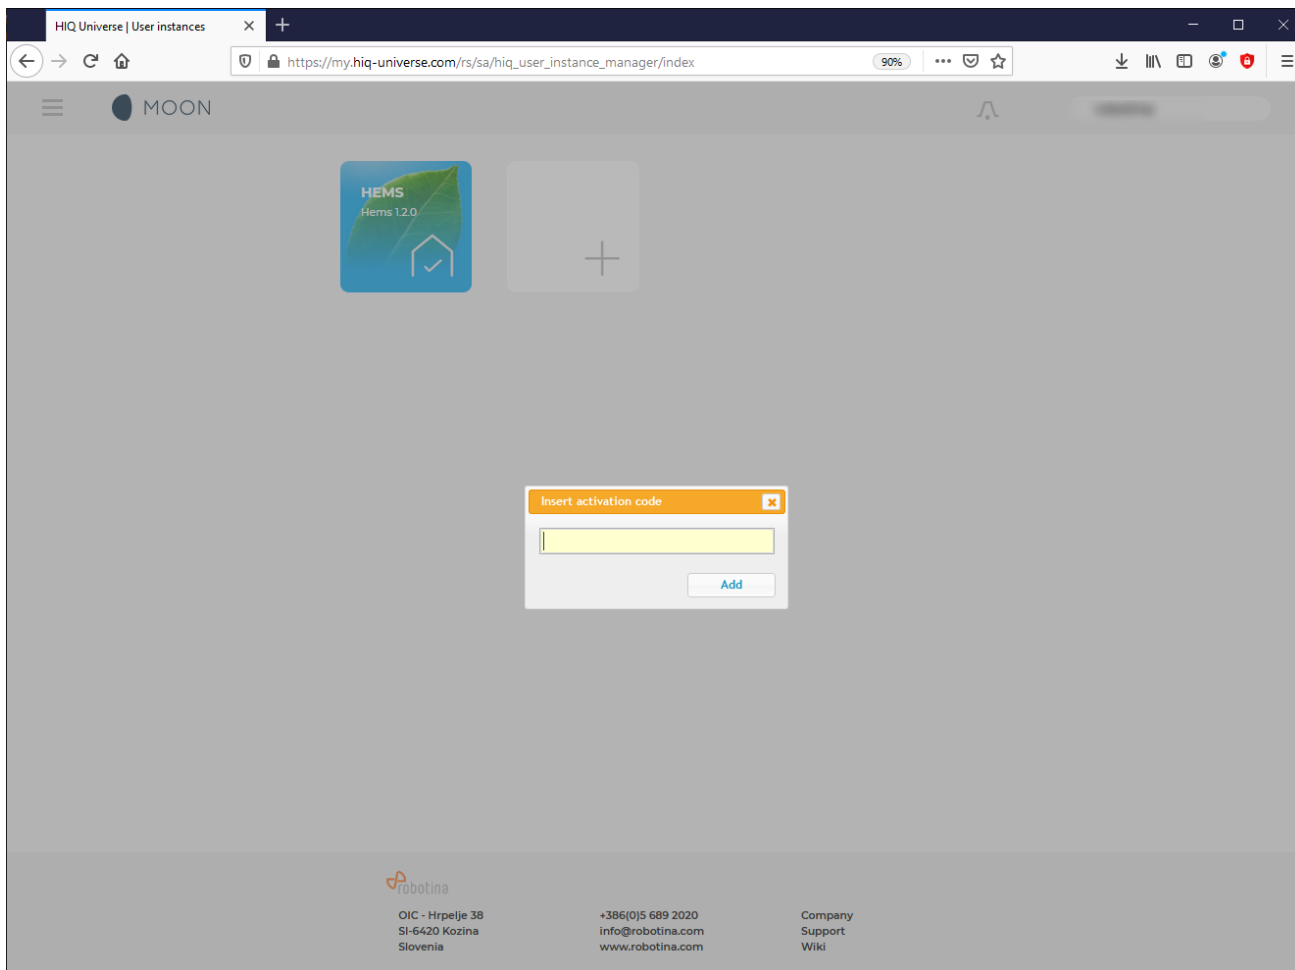 HIQ Universe | User instances
https://my.hiq-universe.com/rs/sa/hiq_user_instance_manager/index
90%
MOON
HEMS
Hems 1.2.0
Insert activation code
Add
robotina
OIC - Hrpelje 38
SI-6420 Kozina
Slovenia
+386(0)5 689 2020
info@robotina.com
www.robotina.com
Company
Support
Wiki